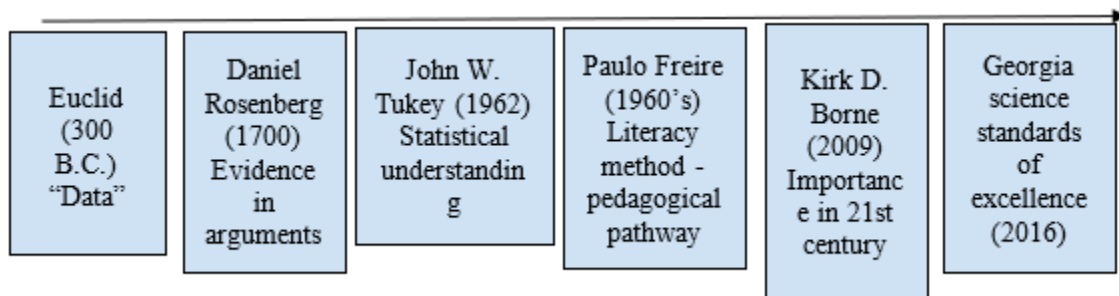 Euclid
(300
B.C.)
“Data”
Daniel
Rosenberg
(1700)
Evidence
in
arguments
John W.
Tukey (1962)
Statistical
understandin
g
Paulo Freire
(1960’s)
Literacy
method -
pedagogical
pathway
Kirk D.
Borne
(2009)
Importanc
e in 21st
century
Georgia
science
standards
of
excellence
(2016)